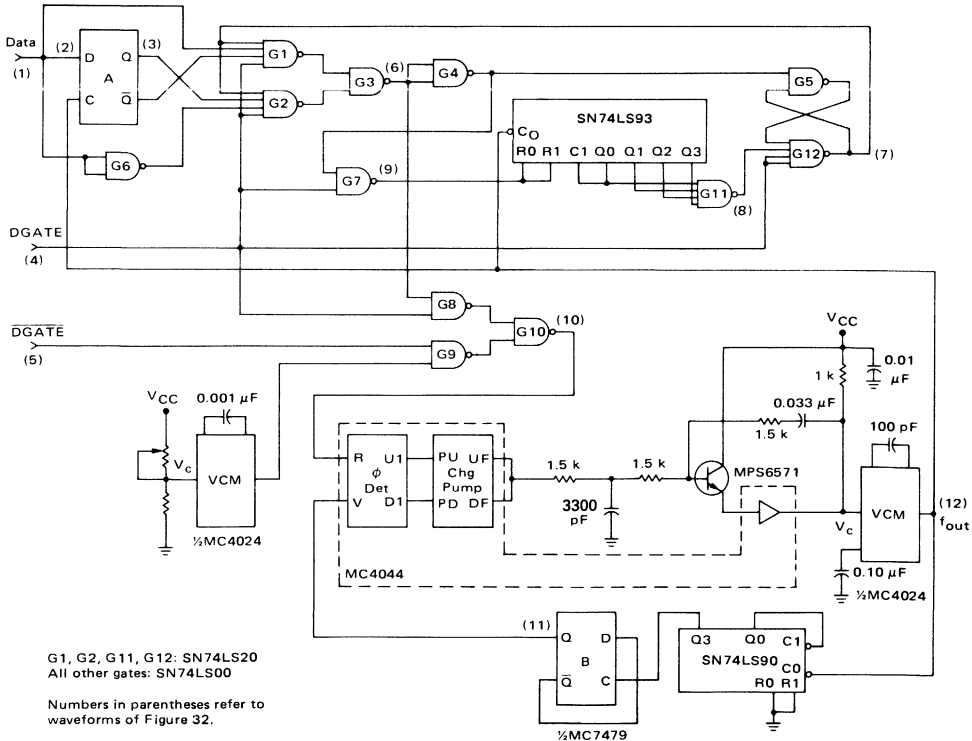 Data
(1)
(2)
(3)
D Q
A
C Q̅
G1
G2
G3
(6)
G4
G5
G6
G7
(9)
SN74LS93
C0
R0 R1 C1 Q0 Q1 Q2 Q3
G11
(8)
G12
(7)
DGATE
(4)
D̅G̅A̅T̅E̅
(5)
G8
G9
G10
(10)
VCC
0.001 µF
Vc
VCM
½MC4024
R U1
φ
Det
V D1
PU UF
Chg
Pump
PD DF
MC4044
1.5 k
1.5 k
3300
pF
VCC
0.01
µF
1 k
0.033 µF
1.5 k
MPS6571
100 pF
Vc
VCM
(12)
fout
0.10 µF
½MC4024
(11)
Q D
B
Q̅ C
½MC7479
Q3 Q0 C1
SN74LS90
C0
R0 R1
G1, G2, G11, G12: SN74LS20
All other gates: SN74LS00
Numbers in parentheses refer to
waveforms of Figure 32.